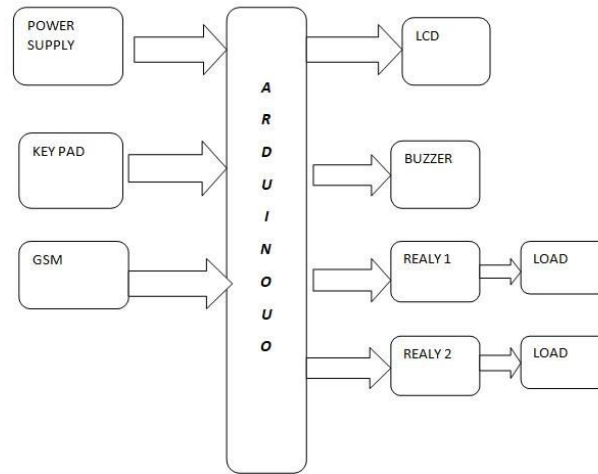 POWER
SUPPLY
KEY PAD
GSM
A
R
D
U
I
N
O
U
O
LCD
BUZZER
REALY 1
LOAD
REALY 2
LOAD